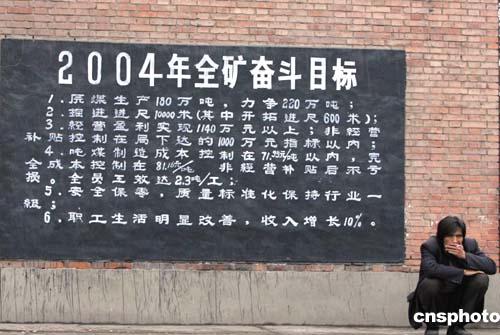 2004年全矿奋斗目标
1．原煤生产180万吨，力争220万吨；
2．掘进进尺10000米（其中开拓进尺600米）；
3．经营盈利实现1140万元以上；非经营
补贴控制在局下达的1000万元指标以内；
4．吨煤制造成本控制在71.35元/吨以内，完
全成本控制在81.16元/吨 非经营补贴后不亏
损。全员工效达2.3吨/工；
5．安全保零，质量标准化保持行业一
组；
6．职工生活明显改善，收入增长10%。
cnsphoto